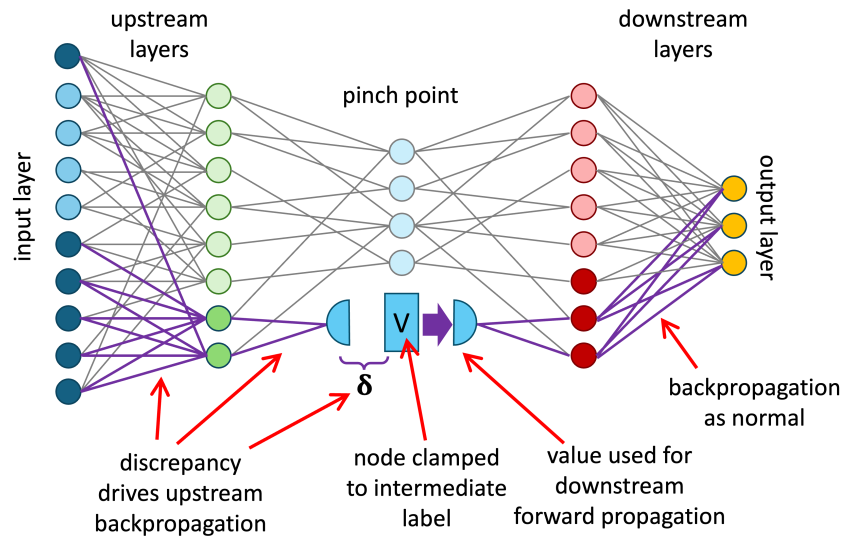 upstream
layers
downstream
layers
pinch point
input layer
output layer
V
δ
backpropagation
as normal
discrepancy
drives upstream
backpropagation
node clamped
to intermediate
label
value used for
downstream
forward propagation